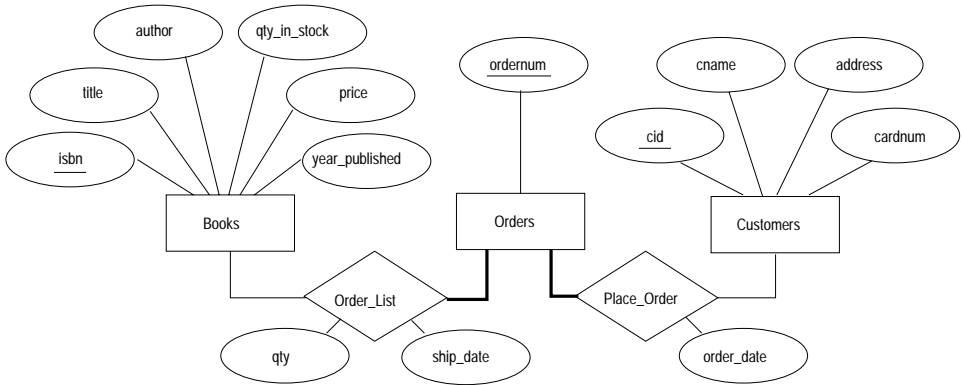 author
qty_in_stock
ordernum
cname
address
title
price
cid
cardnum
isbn
year_published
Books
Orders
Customers
Order_List
Place_Order
qty
ship_date
order_date